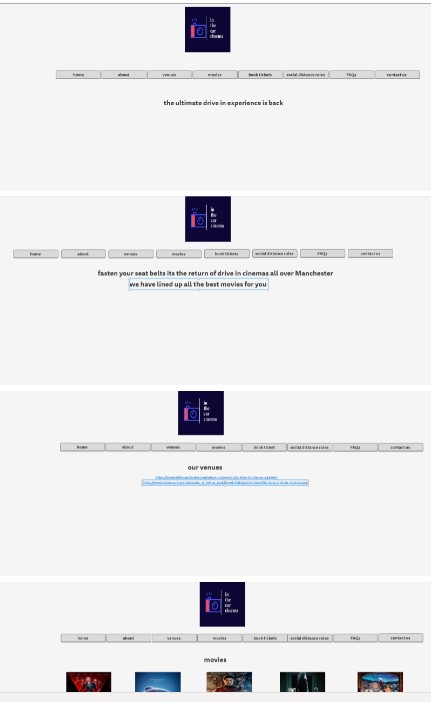 in
the
car
cinema
home about venues movies book tickets social distance rules FAQs contact us
the ultimate drive in experience is back
in
the
car
cinema
home about venues movies book tickets social distance rules FAQs contact us
fasten your seat belts its the return of drive in cinemas all over Manchester
we have lined up all the best movies for you
in
the
car
cinema
home about venues movies book ticket social distance rules FAQs contact us
our venues
in
the
car
cinema
home about venues movies book tickets social distance rules FAQs contact us
movies